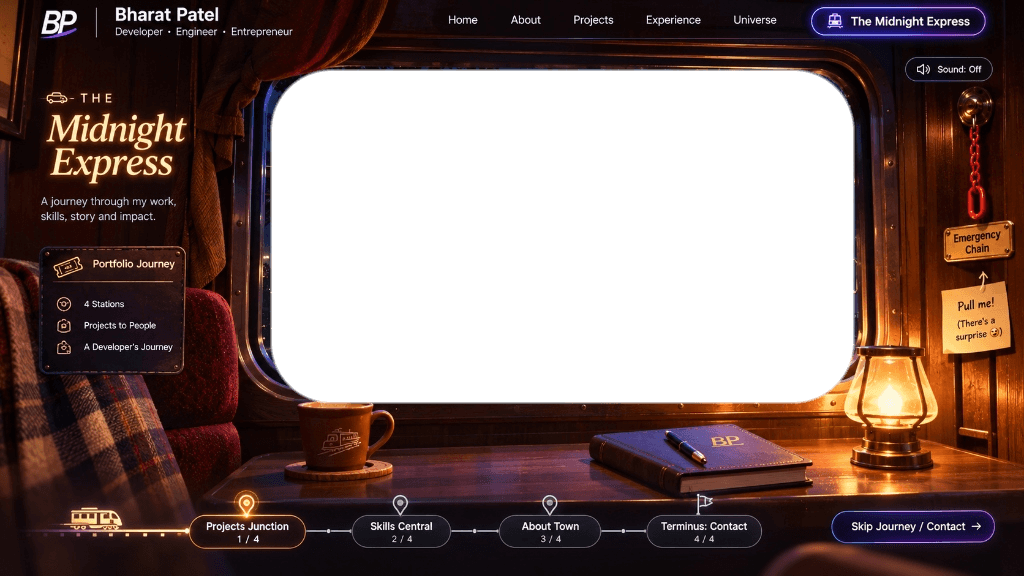 BP
Bharat Patel
Developer • Engineer • Entrepreneur
Home
About
Projects
Experience
Universe
The Midnight Express
Sound: Off
THE
Midnight
Express
A journey through my work,
skills, story and impact.
Portfolio Journey
4 Stations
Projects to People
A Developer's Journey
Emergency
Chain
Pull me!
(There's a
surprise 😉)
BP
Projects Junction
1 / 4
Skills Central
2 / 4
About Town
3 / 4
Terminus: Contact
4 / 4
Skip Journey / Contact →